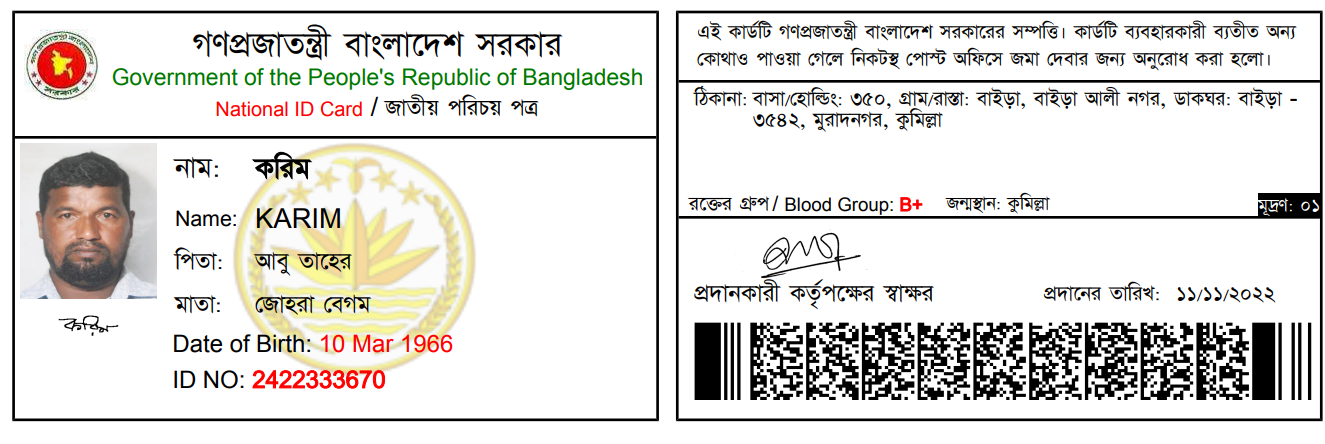 গণপ্রজাতন্ত্রী বাংলাদেশ সরকার
Government of the People's Republic of Bangladesh
National ID Card / জাতীয় পরিচয় পত্র
নাম: করিম
Name: KARIM
পিতা: আবু তাহের
মাতা: জোহরা বেগম
করিম
Date of Birth: 10 Mar 1966
ID NO: 2422333670
এই কার্ডটি গণপ্রজাতন্ত্রী বাংলাদেশ সরকারের সম্পত্তি। কার্ডটি ব্যবহারকারী ব্যতীত অন্য
কোথাও পাওয়া গেলে নিকটস্থ পোস্ট অফিসে জমা দেবার জন্য অনুরোধ করা হলো।
ঠিকানা: বাসা/হোল্ডিং: ৩৫০, গ্রাম/রাস্তা: বাইড়া, বাইড়া আলী নগর, ডাকঘর: বাইড়া -
৩৫৪২, মুরাদনগর, কুমিল্লা
রক্তের গ্রুপ / Blood Group: B+ জন্মস্থান: কুমিল্লা মূদ্রণ: ০১
প্রদানকারী কর্তৃপক্ষের স্বাক্ষর প্রদানের তারিখ: ১১/১১/২০২২